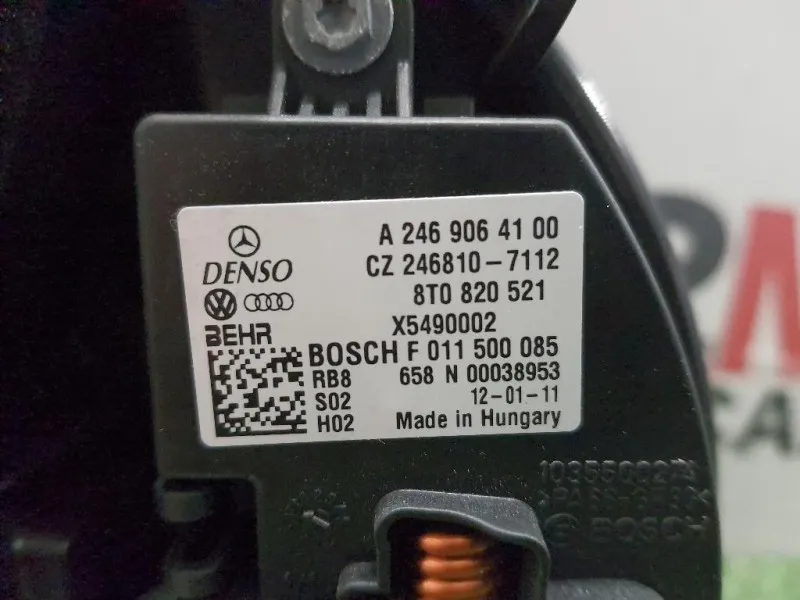 A 246 906 41 00
DENSO
CZ 246810-7112
8T0 820 521
BEHR
X5490002
BOSCH F 011 500 085
RB8 658 N 00038953
S02 12-01-11
H02 Made in Hungary
BOSCH